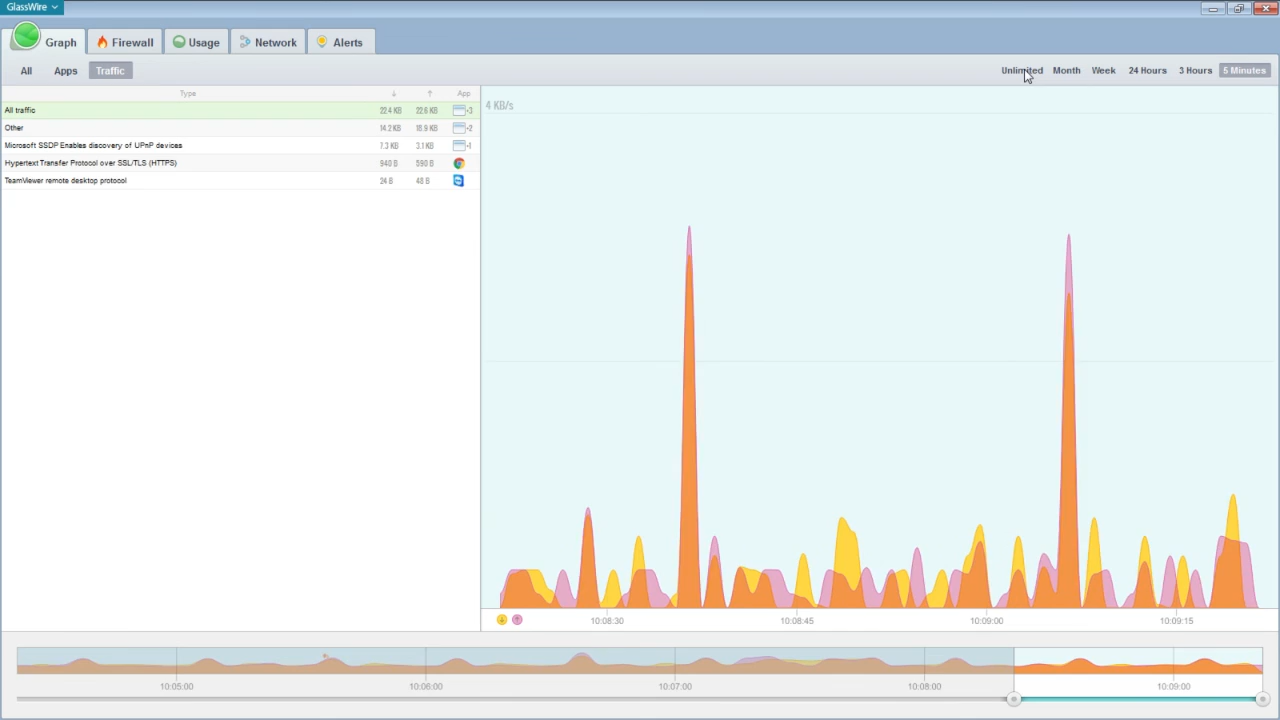 GlassWire
Graph Firewall Usage Network Alerts
All Apps Traffic Unlimited Month Week 24 Hours 3 Hours 5 Minutes
Type ↓ ↑ App
4 KB/s
All traffic 22.4 KB 22.6 KB +3
Other 14.2 KB 18.9 KB +2
Microsoft SSDP Enables discovery of UPnP devices 7.3 KB 3.1 KB +1
Hypertext Transfer Protocol over SSL/TLS (HTTPS) 940 B 590 B
TeamViewer remote desktop protocol 24 B 48 B
10:08:30 10:08:45 10:09:00 10:09:15
10:05:00 10:06:00 10:07:00 10:08:00 10:09:00